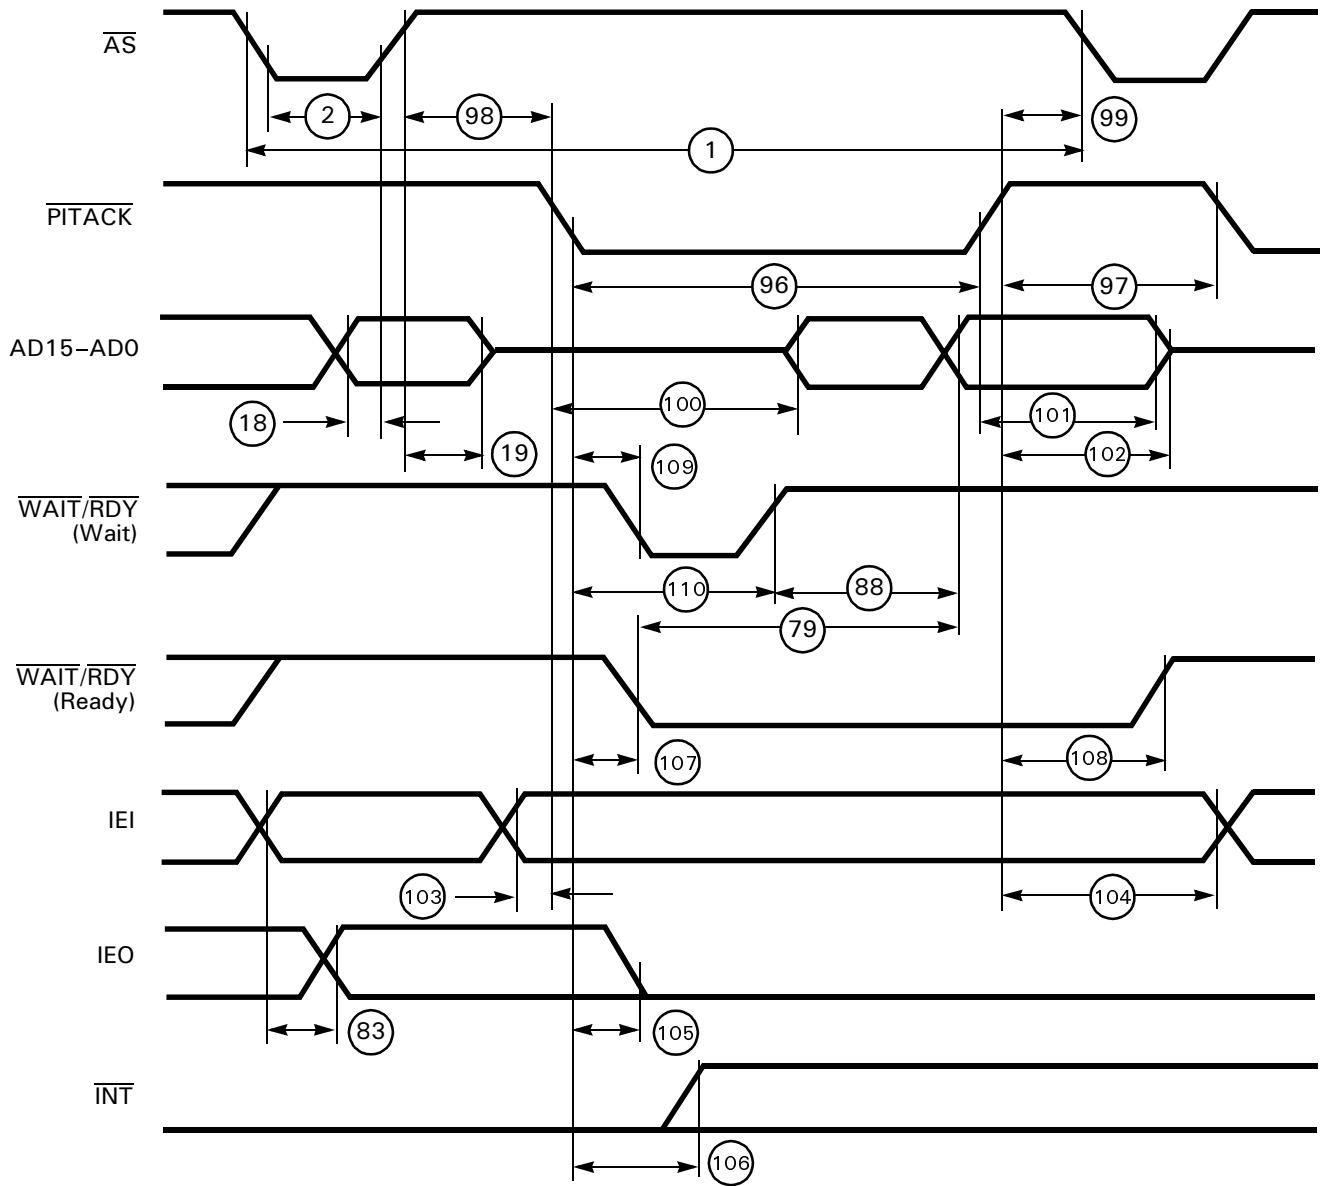 AS
2
98
99
1
PITACK
96
97
AD15–AD0
100
101
18
19
109
102
WAIT/RDY
(Wait)
110
88
79
WAIT/RDY
(Ready)
107
108
IEI
103
104
IEO
83
105
INT
106